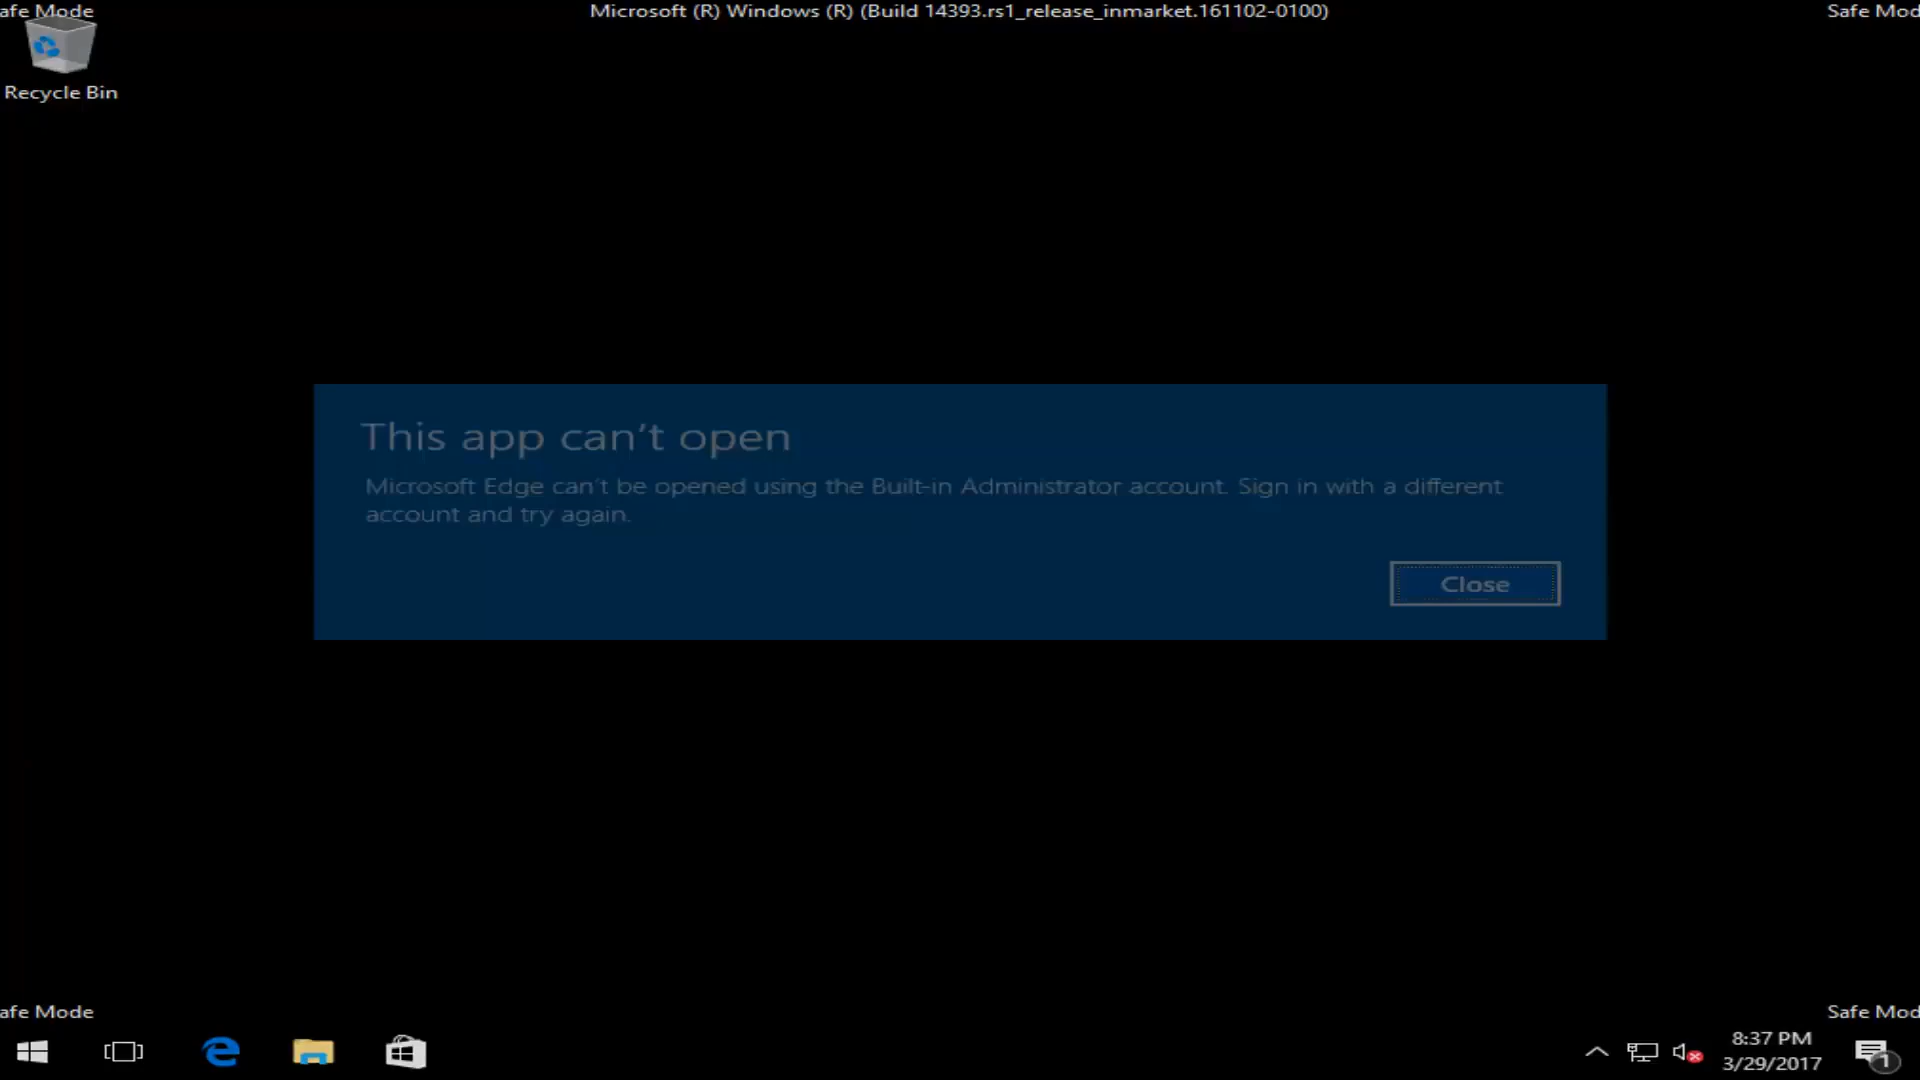 afe Mode
Microsoft (R) Windows (R) (Build 14393.rs1_release_inmarket.161102-0100)
Safe Mod
Recycle Bin
This app can't open
Microsoft Edge can't be opened using the Built-in Administrator account. Sign in with a different
account and try again.
Close
afe Mode
Safe Mod
8:37 PM
3/29/2017
1